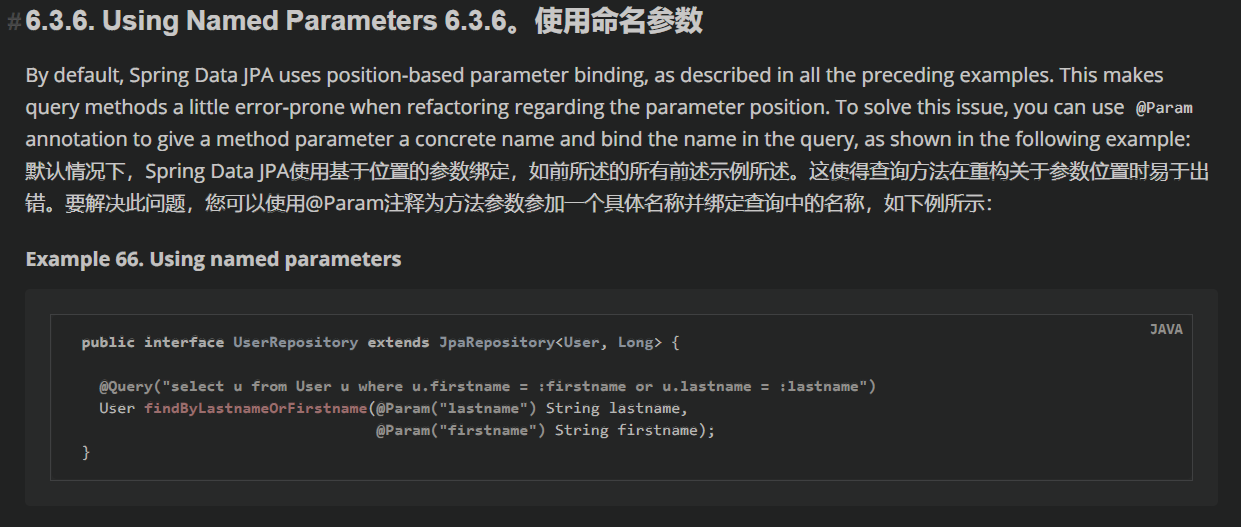 #6.3.6. Using Named Parameters 6.3.6。使用命名参数
By default, Spring Data JPA uses position-based parameter binding, as described in all the preceding examples. This makes
query methods a little error-prone when refactoring regarding the parameter position. To solve this issue, you can use @Param
annotation to give a method parameter a concrete name and bind the name in the query, as shown in the following example:
默认情况下，Spring Data JPA使用基于位置的参数绑定，如前所述的所有前述示例所述。这使得查询方法在重构关于参数位置时易于出
错。要解决此问题，您可以使用@Param注释为方法参数参加一个具体名称并绑定查询中的名称，如下例所示：
Example 66. Using named parameters
JAVA
public interface UserRepository extends JpaRepository<User, Long> {
@Query("select u from User u where u.firstname = :firstname or u.lastname = :lastname")
User findByLastnameOrFirstname(@Param("lastname") String lastname,
@Param("firstname") String firstname);
}